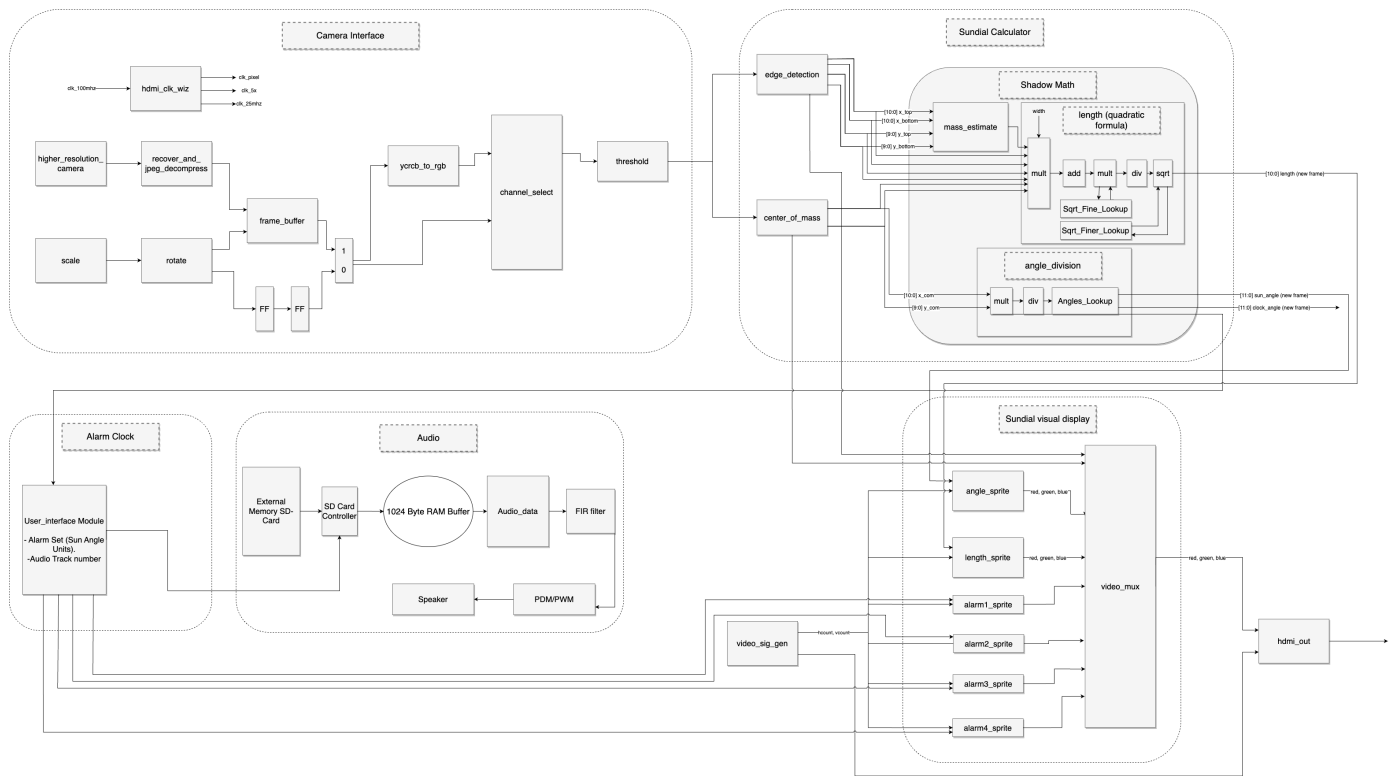 Camera Interface
clk_100mhz
hdmi_clk_wiz
clk_pixel
clk_5x
clk_25mhz
higher_resolution_
camera
recover_and_
jpeg_decompress
frame_buffer
scale
rotate
FF
FF
1
0
ycrcb_to_rgb
channel_select
threshold
Sundial Calculator
edge_detection
center_of_mass
Shadow Math
[10:0] x_top
[10:0] x_bottom
[9:0] y_top
[9:0] y_bottom
mass_estimate
width
length (quadratic
formula)
mult
add
mult
div
sqrt
Sqrt_Fine_Lookup
Sqrt_Finer_Lookup
[10:0] length (new frame)
angle_division
[10:0] x_com
[9:0] y_com
mult
div
Angles_Lookup
[11:0] sun_angle (new frame)
[11:0] clock_angle (new frame)
Alarm Clock
User_interface Module
- Alarm Set (Sun Angle
Units).
-Audio Track number
Audio
External
Memory SD-
Card
SD Card
Controller
1024 Byte RAM Buffer
Audio_data
FIR filter
Speaker
PDM/PWM
Sundial visual display
angle_sprite
red, green, blue
length_sprite
red, green, blue
alarm1_sprite
alarm2_sprite
alarm3_sprite
alarm4_sprite
video_mux
red, green, blue
video_sig_gen
hcount, vcount
hdmi_out